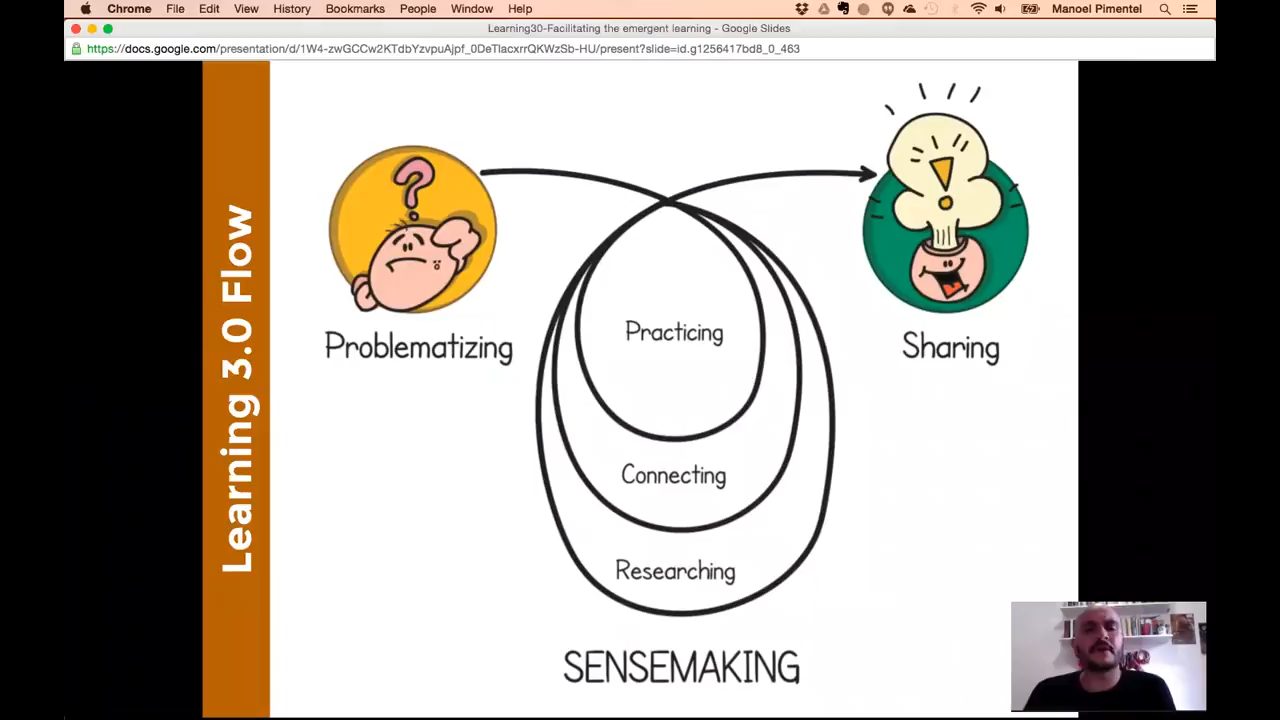 Chrome File Edit View History Bookmarks People Window Help Manoel Pimentel
Learning30-Facilitating the emergent learning - Google Slides
https://docs.google.com/presentation/d/1W4-zwGCCw2KTdbYzvpuAjpf_0DeTlacxrrQKWzSb-HU/present?slide=id.g1256417bd8_0_463
Learning 3.0 Flow
?
!
Problematizing
Practicing
Sharing
Connecting
Researching
SENSEMAKING